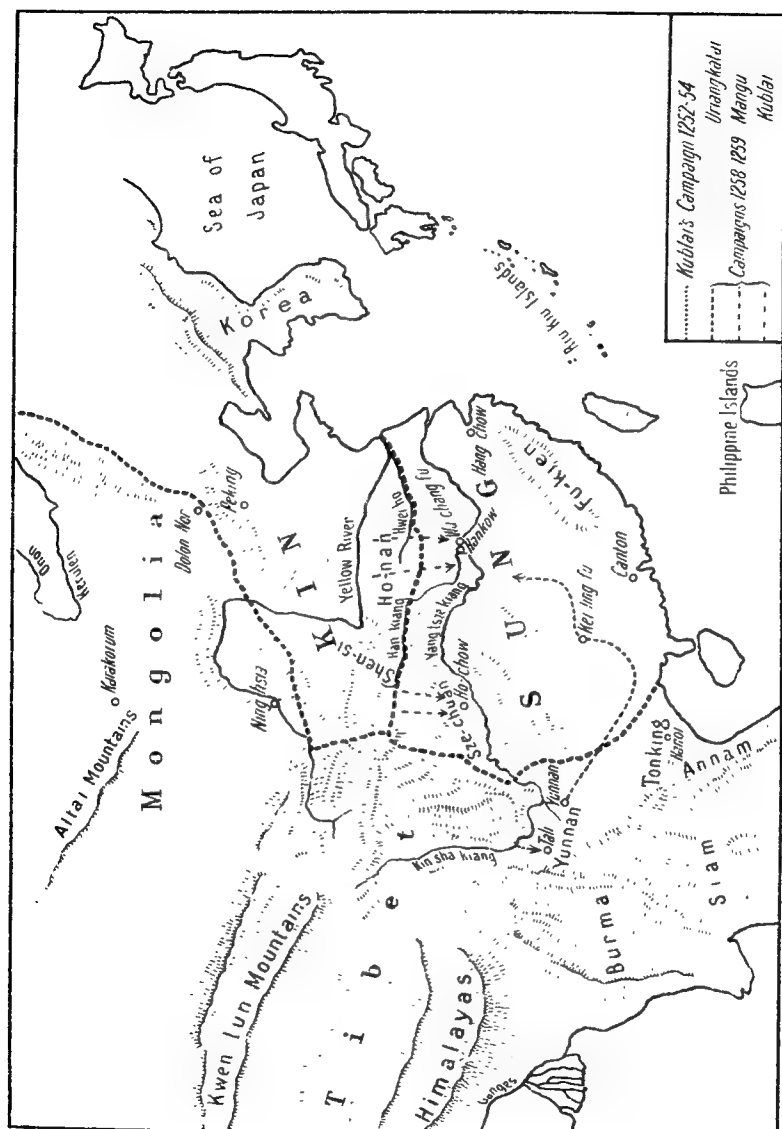 Onon
Kerulen
Karakorum
Altai Mountains
Mongolia
Dolon Nor
Peking
Ning Hsia
KIN
Shen-si
Yellow River
Ho-nan
Hwei ho
Han kiang
Wu Chang fu
Hankow
Yang tsze kiang
Sze chuan
Ho Chow
Hang Chow
SUNG
Fu-kien
Kei ling fu
Canton
Yunnan
Yunnan
Tali
Kin sha kiang
Tibet
Kwen lun Mountains
Himalayas
Ganges
Burma
Siam
Tonking
Hanoi
Annam
Korea
Sea of
Japan
Riu Kiu Islands
Philippine Islands
Kublai's Campaign 1252-54
Uriangkatai
Campaigns 1258 1259 Mangu
Kublai